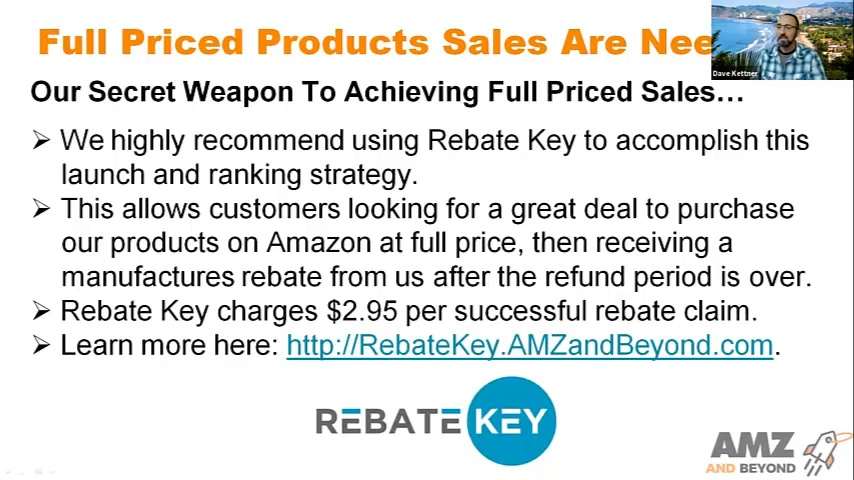 Full Priced Products Sales Are Nee
Dave Kettner
Our Secret Weapon To Achieving Full Priced Sales…
➢ We highly recommend using Rebate Key to accomplish this
launch and ranking strategy.
➢ This allows customers looking for a great deal to purchase
our products on Amazon at full price, then receiving a
manufactures rebate from us after the refund period is over.
➢ Rebate Key charges $2.95 per successful rebate claim.
➢ Learn more here: http://RebateKey.AMZandBeyond.com.
REBATE KEY
AMZ
AND BEYOND